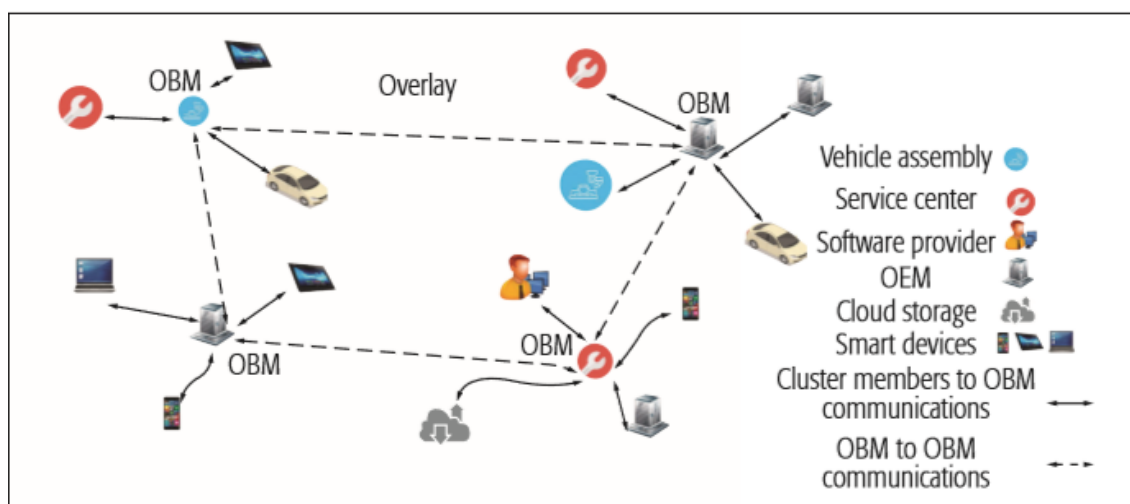 OBM
Overlay
OBM
OBM
OBM
Vehicle assembly
Service center
Software provider
OEM
Cloud storage
Smart devices
Cluster members to OBM
communications
OBM to OBM
communications